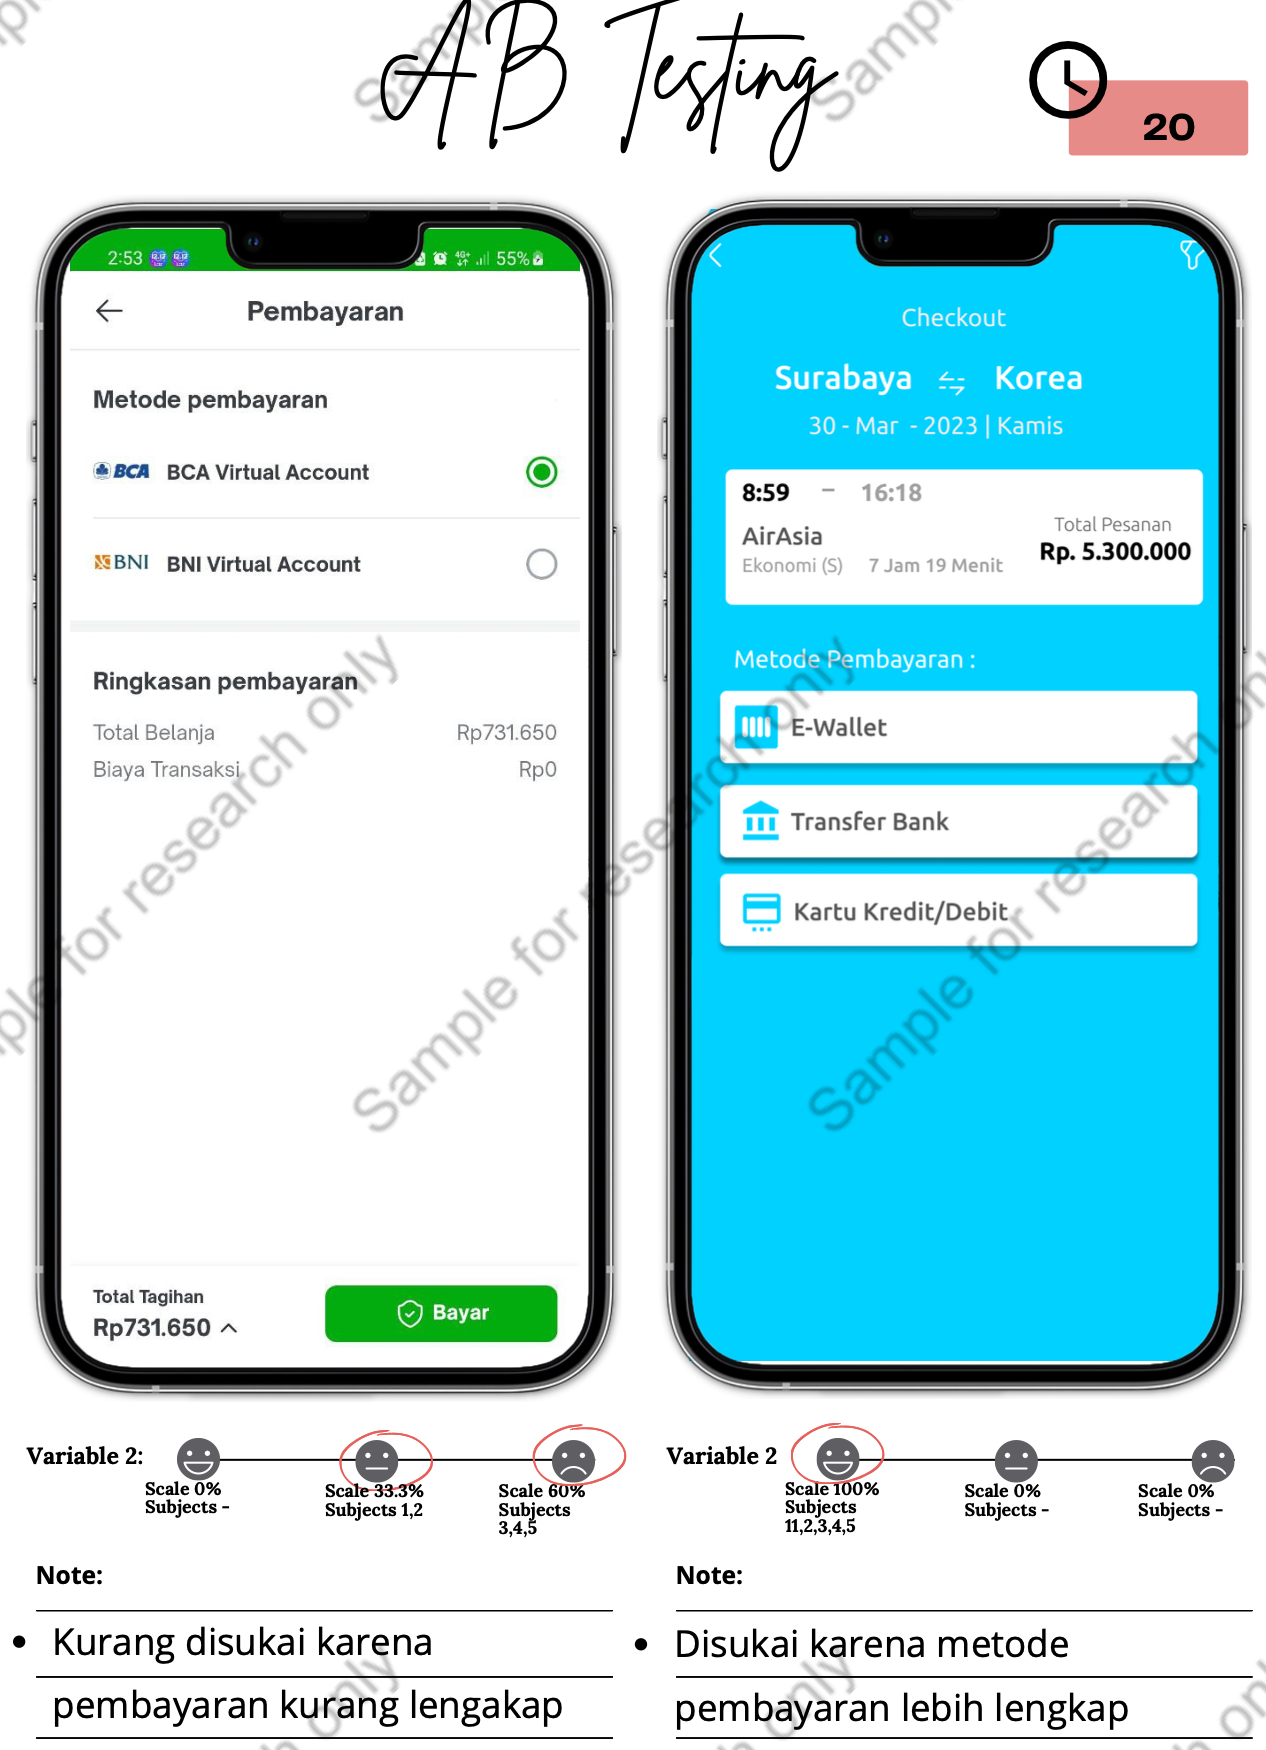 AB Testing
20
2:53
4G+ 55%
Pembayaran
Metode pembayaran
BCA BCA Virtual Account
BNI BNI Virtual Account
Ringkasan pembayaran
Total Belanja Rp731.650
Biaya Transaksi Rp0
Total Tagihan
Rp731.650
Bayar
Checkout
Surabaya Korea
30 - Mar - 2023 | Kamis
8:59 – 16:18
AirAsia
Total Pesanan
Ekonomi (S) 7 Jam 19 Menit
Rp. 5.300.000
Metode Pembayaran :
E-Wallet
Transfer Bank
Kartu Kredit/Debit
Variable 2:
Scale 0%
Subjects -
Scale 33.3%
Subjects 1,2
Scale 60%
Subjects
3,4,5
Note:
• Kurang disukai karena
pembayaran kurang lengakap
Variable 2
Scale 100%
Subjects
11,2,3,4,5
Scale 0%
Subjects -
Scale 0%
Subjects -
Note:
• Disukai karena metode
pembayaran lebih lengkap
Sample for research only
Sample for research only